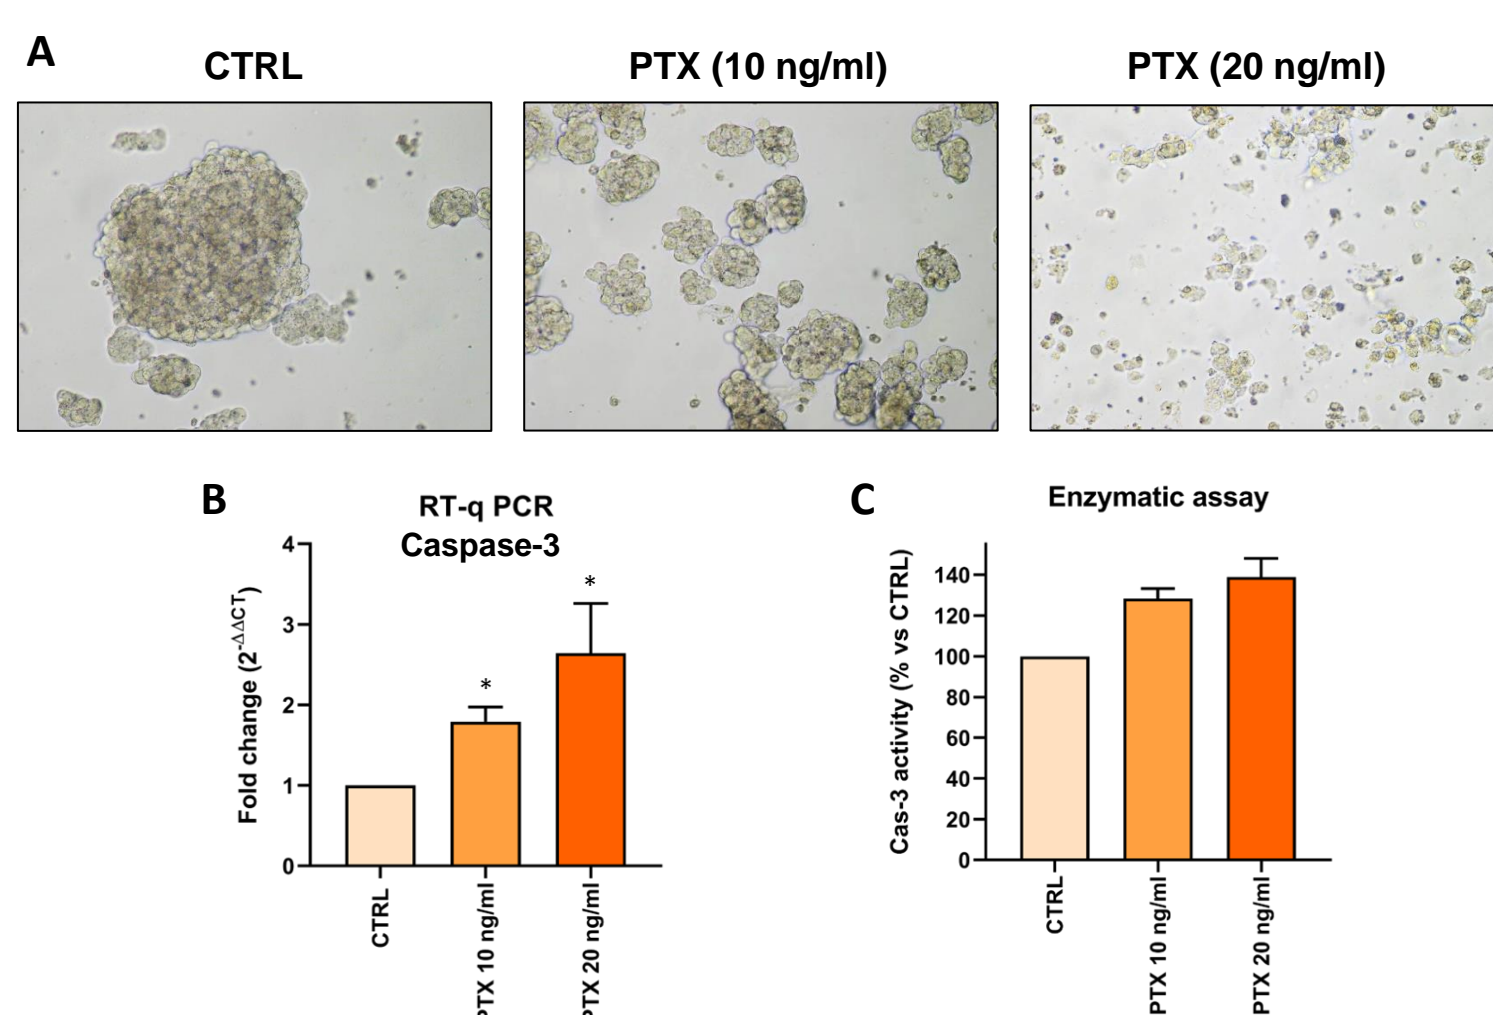 A
CTRL
PTX (10 ng/ml)
PTX (20 ng/ml)
B
RT-q PCR
Caspase-3
Fold change (2-ΔΔCT)
4
3
2
1
0
*
*
CTRL
PTX 10 ng/ml
PTX 20 ng/ml
C
Enzymatic assay
Cas-3 activity (% vs CTRL)
140
120
100
80
60
40
20
0
CTRL
PTX 10 ng/ml
PTX 20 ng/ml